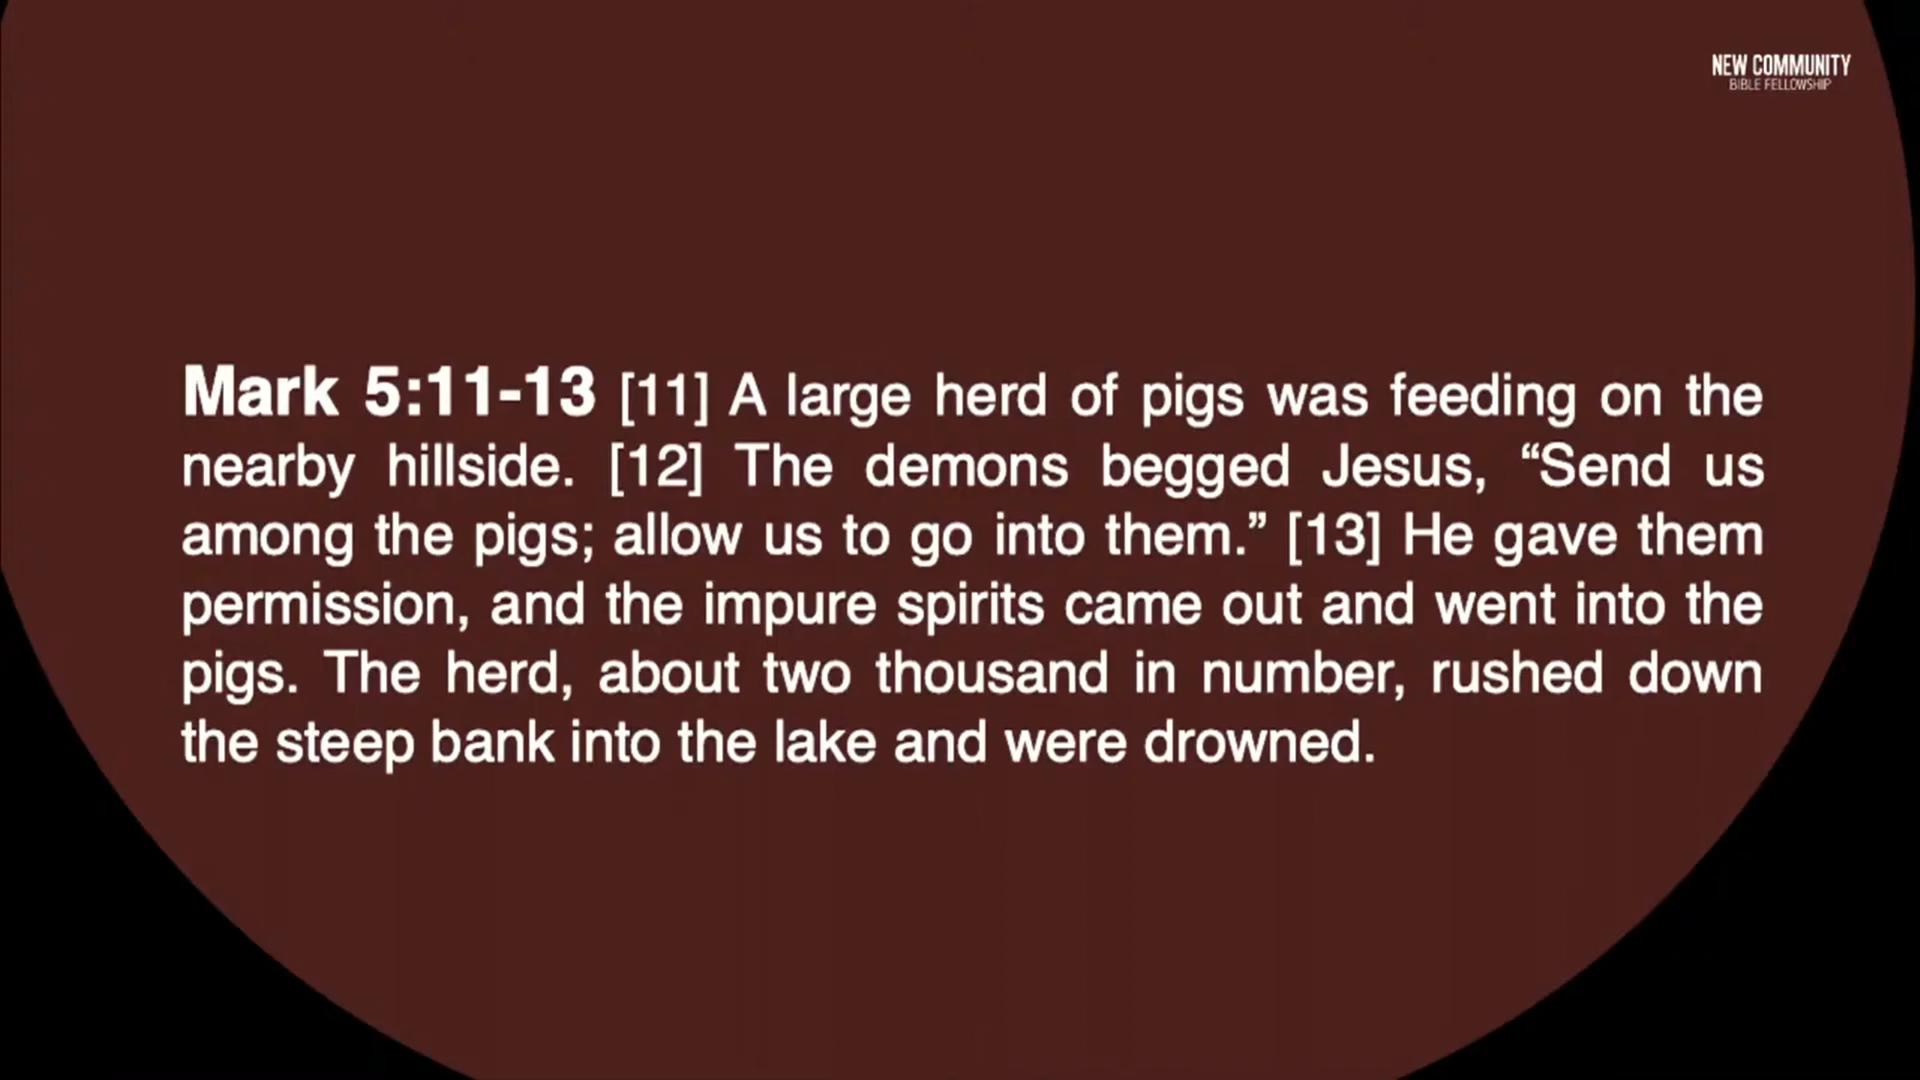 NEW COMMUNITY
BIBLE FELLOWSHIP
Mark 5:11-13 [11] A large herd of pigs was feeding on the
nearby hillside. [12] The demons begged Jesus, “Send us
among the pigs; allow us to go into them.” [13] He gave them
permission, and the impure spirits came out and went into the
pigs. The herd, about two thousand in number, rushed down
the steep bank into the lake and were drowned.